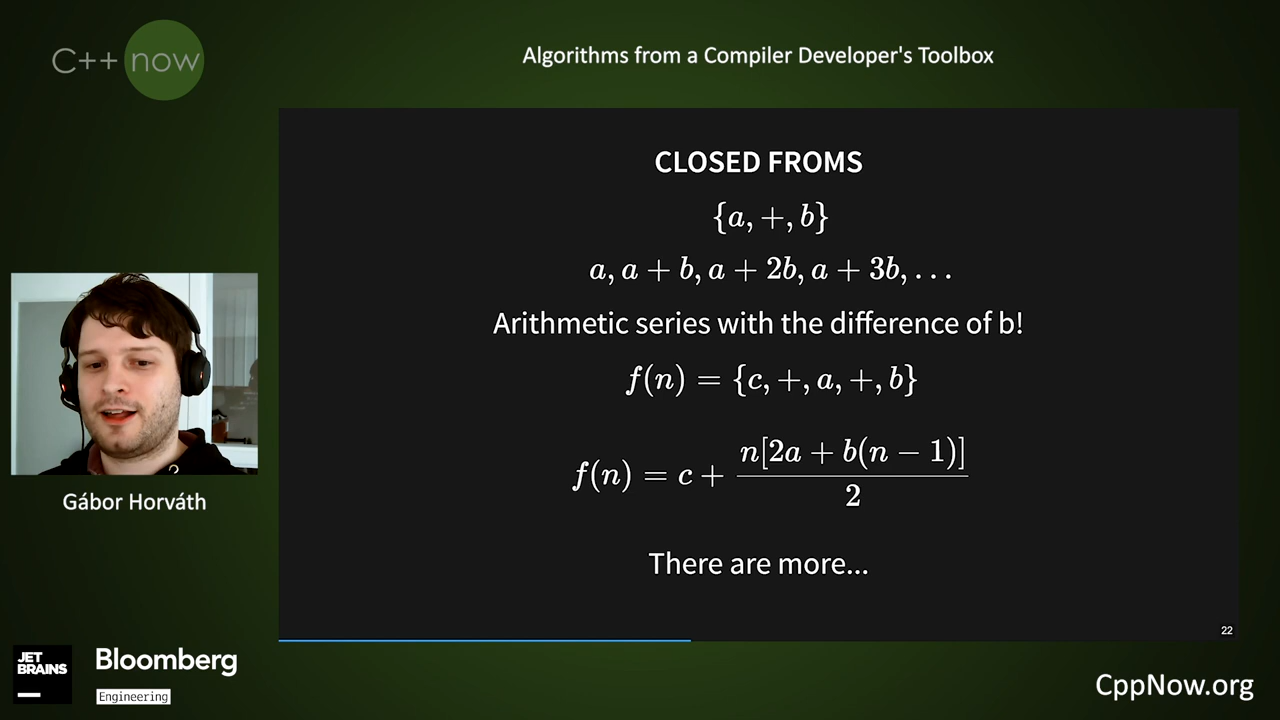 C++ now
Algorithms from a Compiler Developer's Toolbox
CLOSED FROMS
{a, +, b}
a, a + b, a + 2b, a + 3b, . . .
Arithmetic series with the difference of b!
f(n) = {c, +, a, +, b}
f(n) = c + n[2a + b(n − 1)] / 2
There are more...
22
Gábor Horváth
JET
BRAINS
Bloomberg
Engineering
CppNow.org